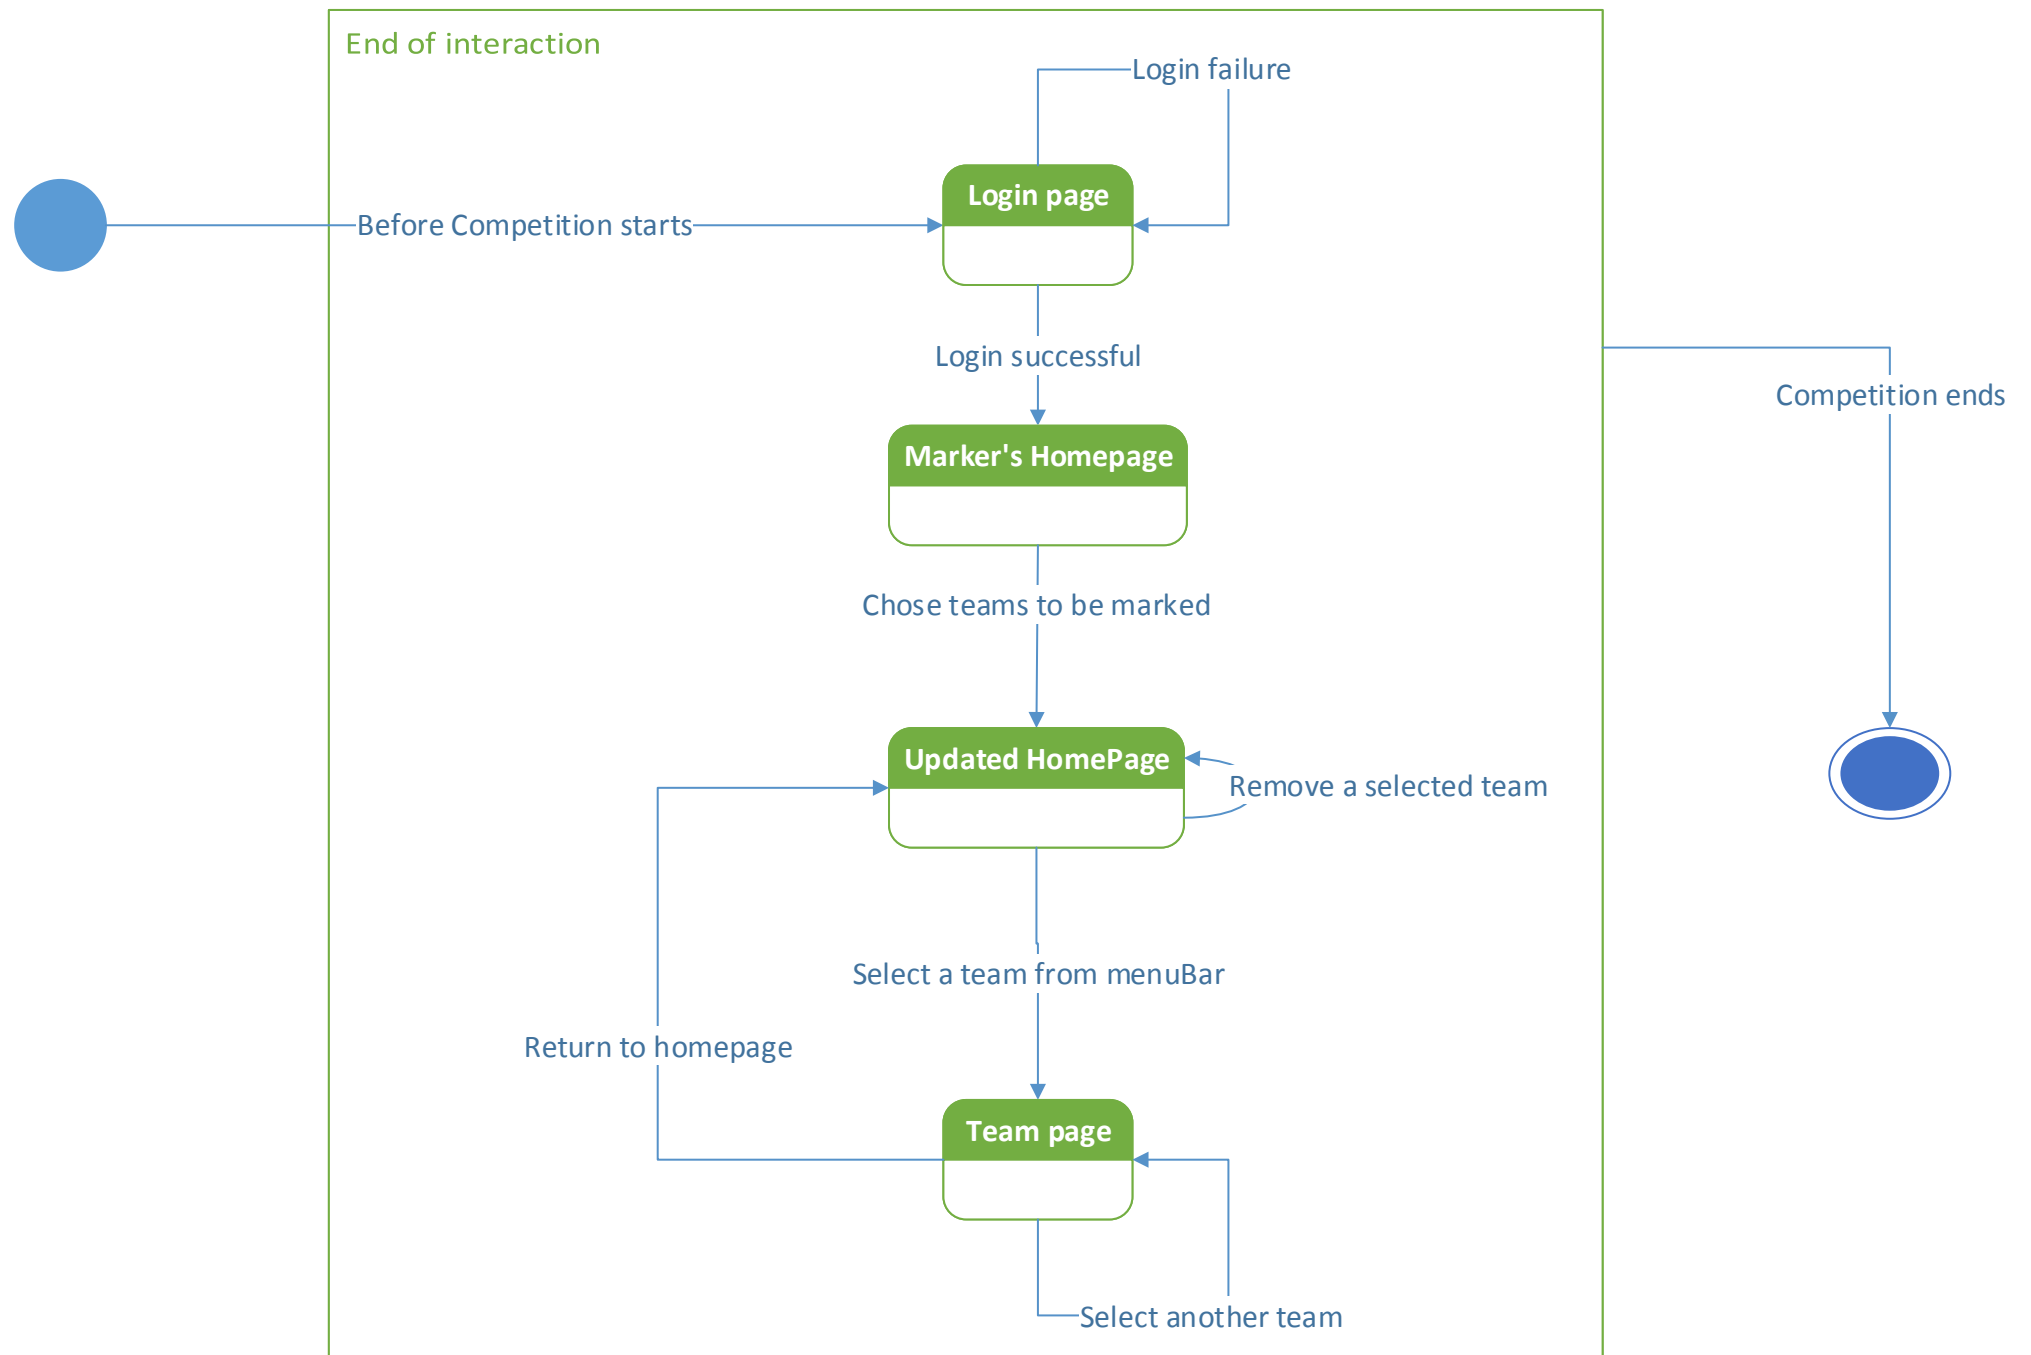 End of interaction
Login failure
Login page
Before Competition starts
Login successful
Competition ends
Marker's Homepage
Chose teams to be marked
Updated HomePage
Remove a selected team
Select a team from menuBar
Return to homepage
Team page
Select another team